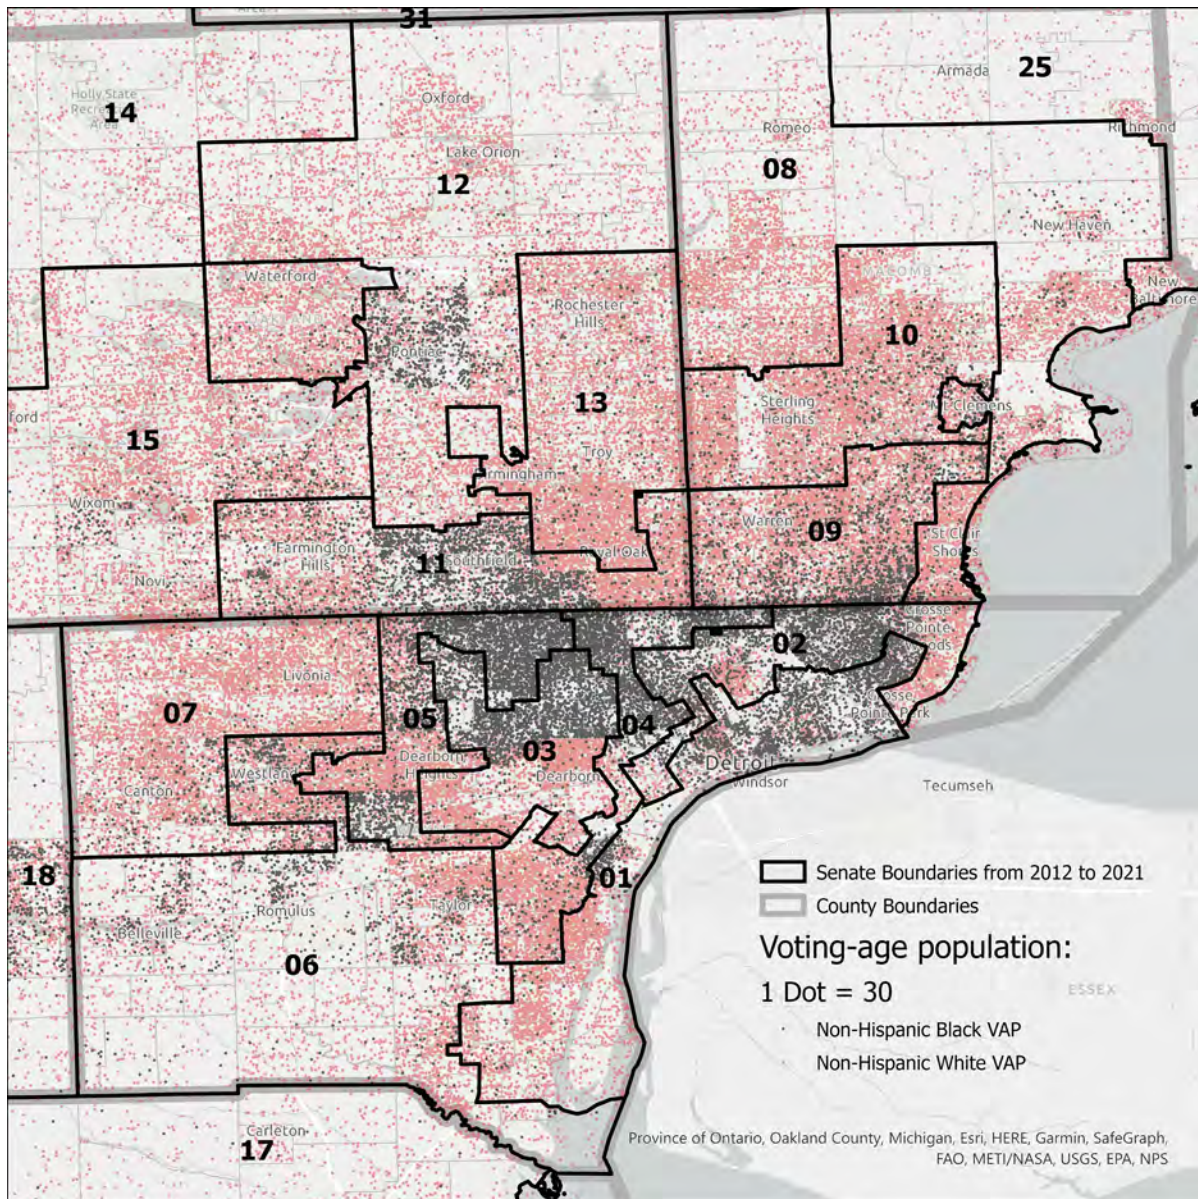 31
Armada
25
Holly State
Recreation
Area
14
Oxford
Romeo
Richmond
Lake Orion
08
12
New Haven
Waterford
MACOMB
New
Baltimore
OAKLAND
Rochester
Hills
10
Pontiac
13
Sterling
Heights
Mt Clemens
ford
15
Troy
rmingham
Wixom
Warren
09
St Clair
Shores
Farmington
Hills
11
Southfield
Royal Oak
Novi
Grosse
Pointe
ods
02
Livonia
07
05
04
osse
Pointe Park
03
Dearborn
Heights
Dearborn
Westland
Detroit
Windsor
Canton
Tecumseh
18
01
Senate Boundaries from 2012 to 2021
County Boundaries
Taylor
Romulus
Belleville
06
Voting-age population:
1 Dot = 30
ESSEX
Non-Hispanic Black VAP
Non-Hispanic White VAP
Carleton
17
Province of Ontario, Oakland County, Michigan, Esri, HERE, Garmin, SafeGraph,
FAO, METI/NASA, USGS, EPA, NPS